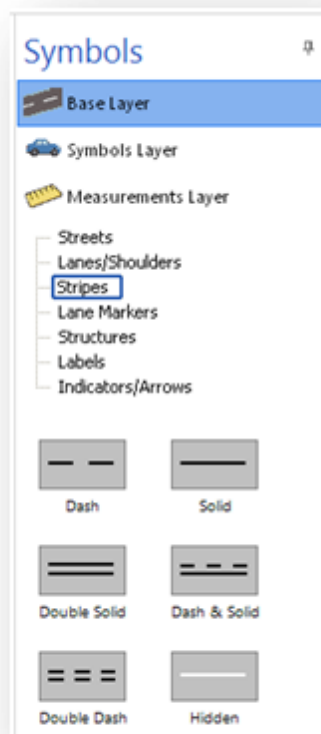 Symbols
Base Layer
Symbols Layer
Measurements Layer
Streets
Lanes/Shoulders
Stripes
Lane Markers
Structures
Labels
Indicators/Arrows
Dash Solid
Double Solid Dash & Solid
Double Dash Hidden